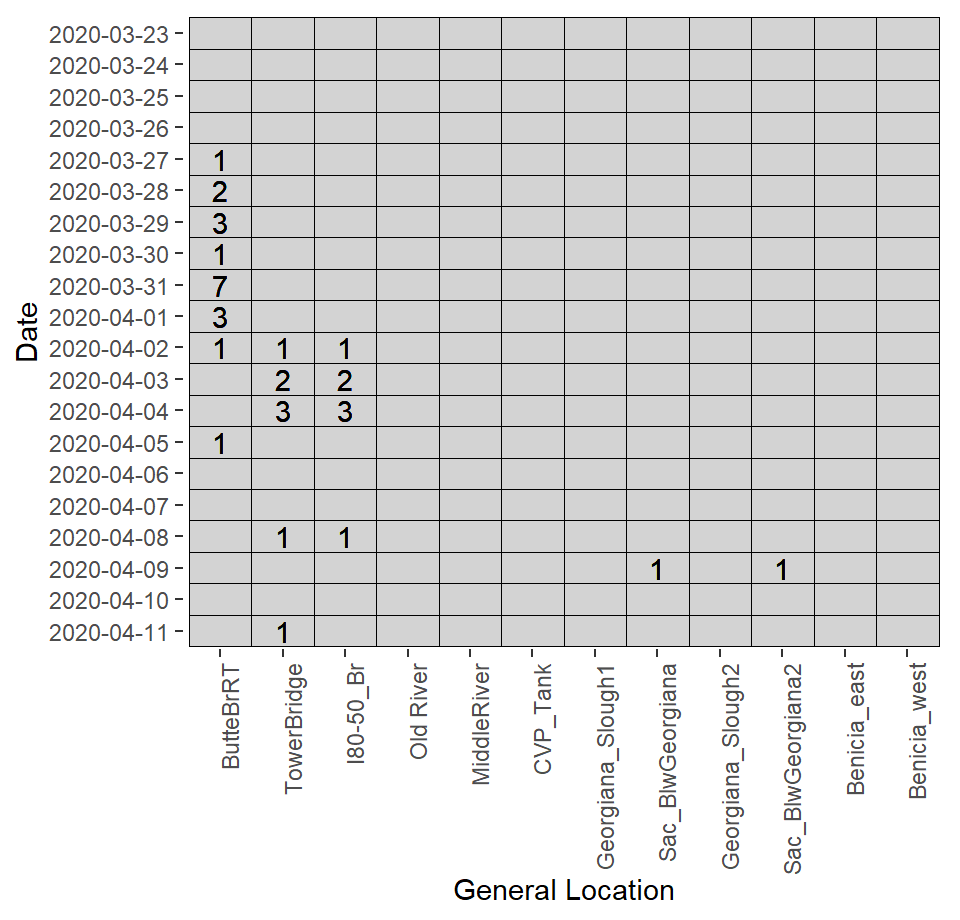 2020-03-23
2020-03-24
2020-03-25
2020-03-26
2020-03-27 1
2020-03-28 2
2020-03-29 3
2020-03-30 1
2020-03-31 7
2020-04-01 3
2020-04-02 1 1 1
2020-04-03 2 2
2020-04-04 3 3
2020-04-05 1
2020-04-06
2020-04-07
2020-04-08 1 1
2020-04-09 1 1
2020-04-10
2020-04-11 1
Date
ButteBrRT
TowerBridge
I80-50_Br
Old River
MiddleRiver
CVP_Tank
Georgiana_Slough1
Sac_BlwGeorgiana
Georgiana_Slough2
Sac_BlwGeorgiana2
Benicia_east
Benicia_west
General Location